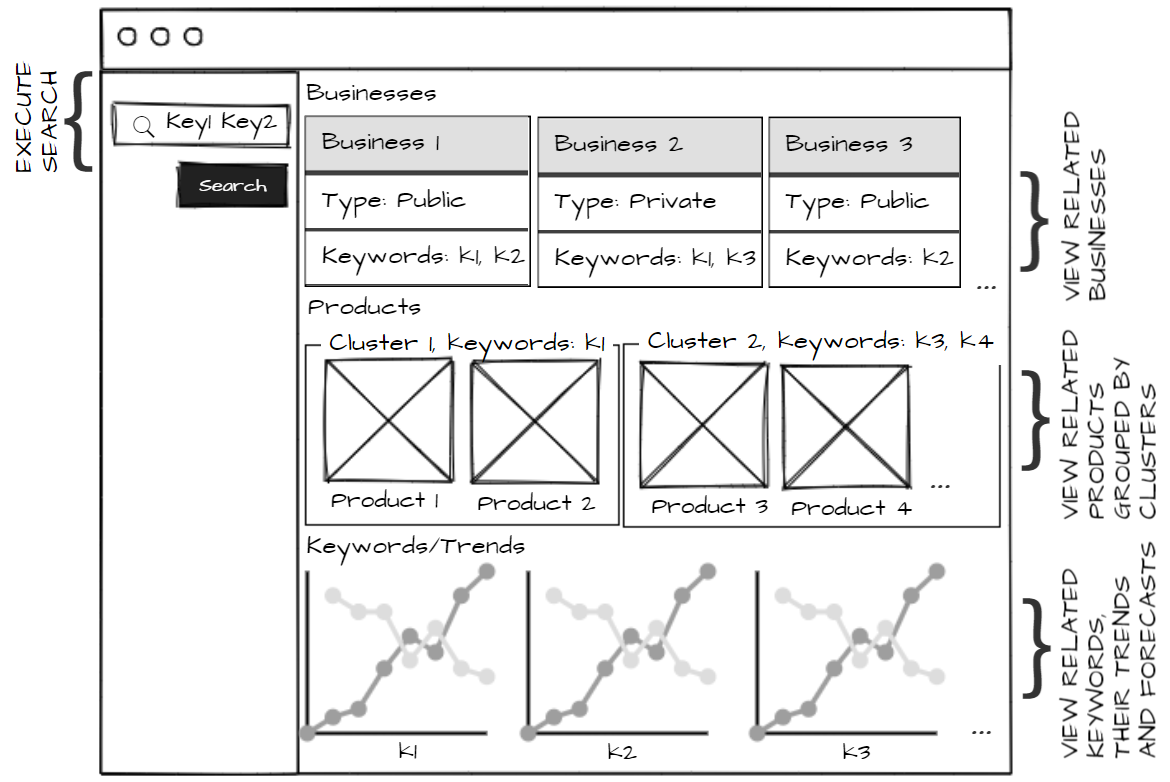 EXECUTE
SEARCH
Key1 Key2
Search
Businesses
Business 1
Type: Public
Keywords: K1, K2
Business 2
Type: Private
Keywords: K1, K3
Business 3
Type: Public
Keywords: K2
...
VIEW RELATED
BUSINESSES
Products
Cluster 1, Keywords: K1
Product 1
Product 2
Cluster 2, Keywords: K3, K4
Product 3
Product 4
...
VIEW RELATED
PRODUCTS
GROUPED BY
CLUSTERS
Keywords/Trends
K1
K2
K3
...
VIEW RELATED
KEYWORDS,
THEIR TRENDS
AND FORECASTS